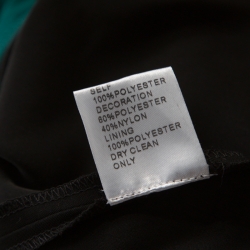 SELF
100%POLYESTER
DECORATION
60%POLYESTER
40%NYLON
LINING
100%POLYESTER
DRY CLEAN
ONLY